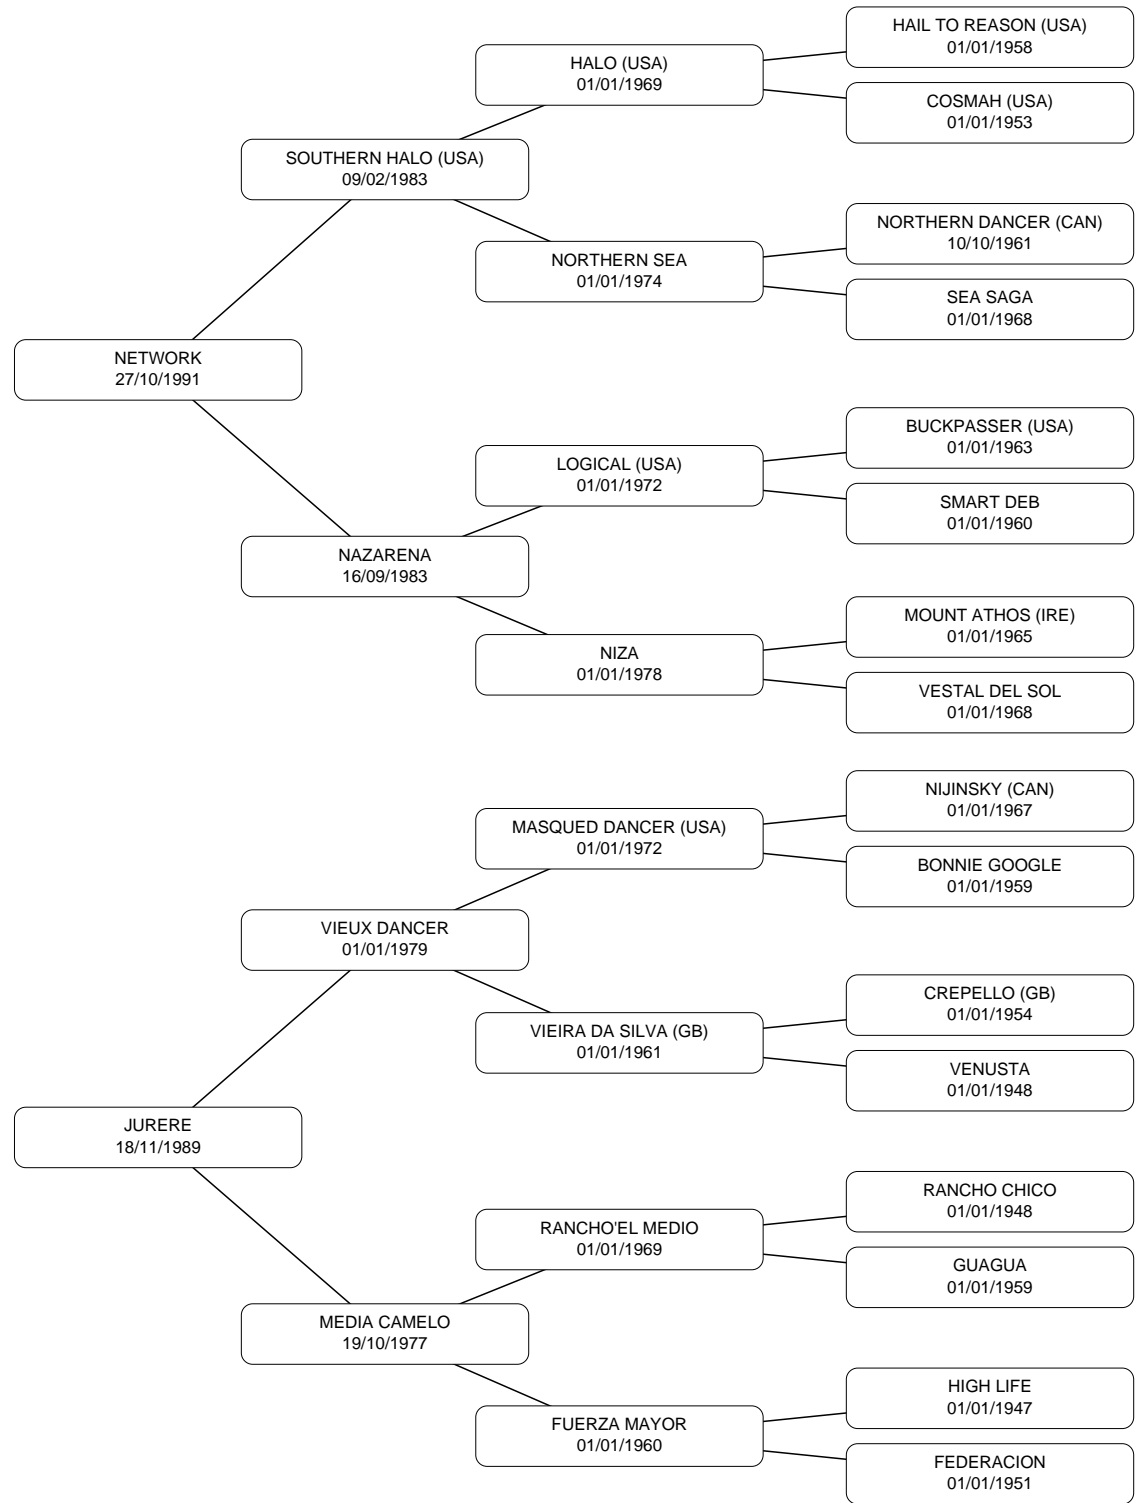 HAIL TO REASON (USA)
01/01/1958
HALO (USA)
01/01/1969
COSMAH (USA)
01/01/1953
SOUTHERN HALO (USA)
09/02/1983
NORTHERN DANCER (CAN)
10/10/1961
NORTHERN SEA
01/01/1974
SEA SAGA
01/01/1968
NETWORK
27/10/1991
BUCKPASSER (USA)
01/01/1963
LOGICAL (USA)
01/01/1972
SMART DEB
01/01/1960
NAZARENA
16/09/1983
MOUNT ATHOS (IRE)
01/01/1965
NIZA
01/01/1978
VESTAL DEL SOL
01/01/1968
NIJINSKY (CAN)
01/01/1967
MASQUED DANCER (USA)
01/01/1972
BONNIE GOOGLE
01/01/1959
VIEUX DANCER
01/01/1979
CREPELLO (GB)
01/01/1954
VIEIRA DA SILVA (GB)
01/01/1961
VENUSTA
01/01/1948
JURERE
18/11/1989
RANCHO CHICO
01/01/1948
RANCHO'EL MEDIO
01/01/1969
GUAGUA
01/01/1959
MEDIA CAMELO
19/10/1977
HIGH LIFE
01/01/1947
FUERZA MAYOR
01/01/1960
FEDERACION
01/01/1951